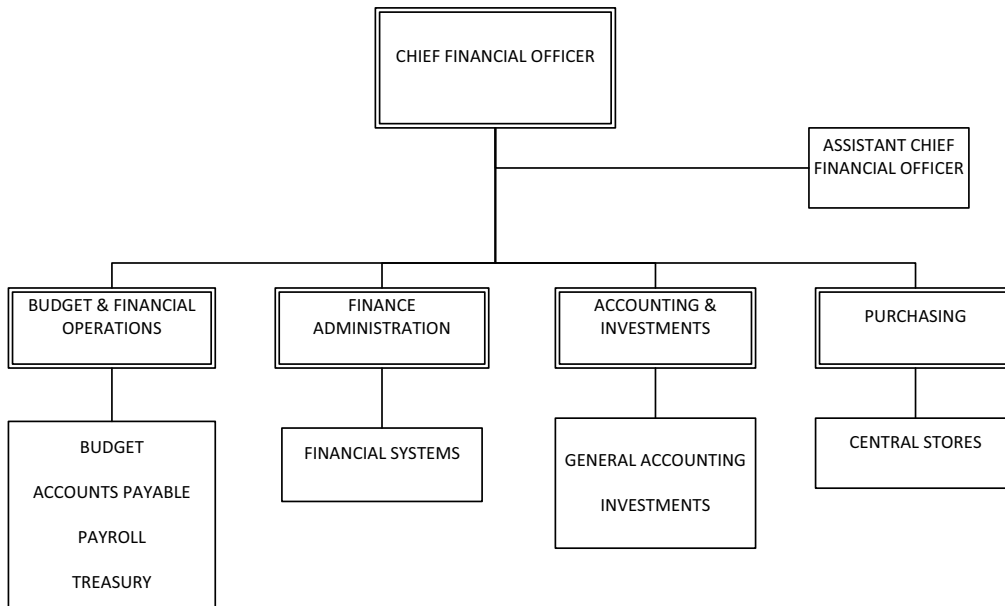 CHIEF FINANCIAL OFFICER
ASSISTANT CHIEF
FINANCIAL OFFICER
BUDGET & FINANCIAL
OPERATIONS
FINANCE
ADMINISTRATION
ACCOUNTING &
INVESTMENTS
PURCHASING
BUDGET
ACCOUNTS PAYABLE
PAYROLL
TREASURY
FINANCIAL SYSTEMS
GENERAL ACCOUNTING
INVESTMENTS
CENTRAL STORES